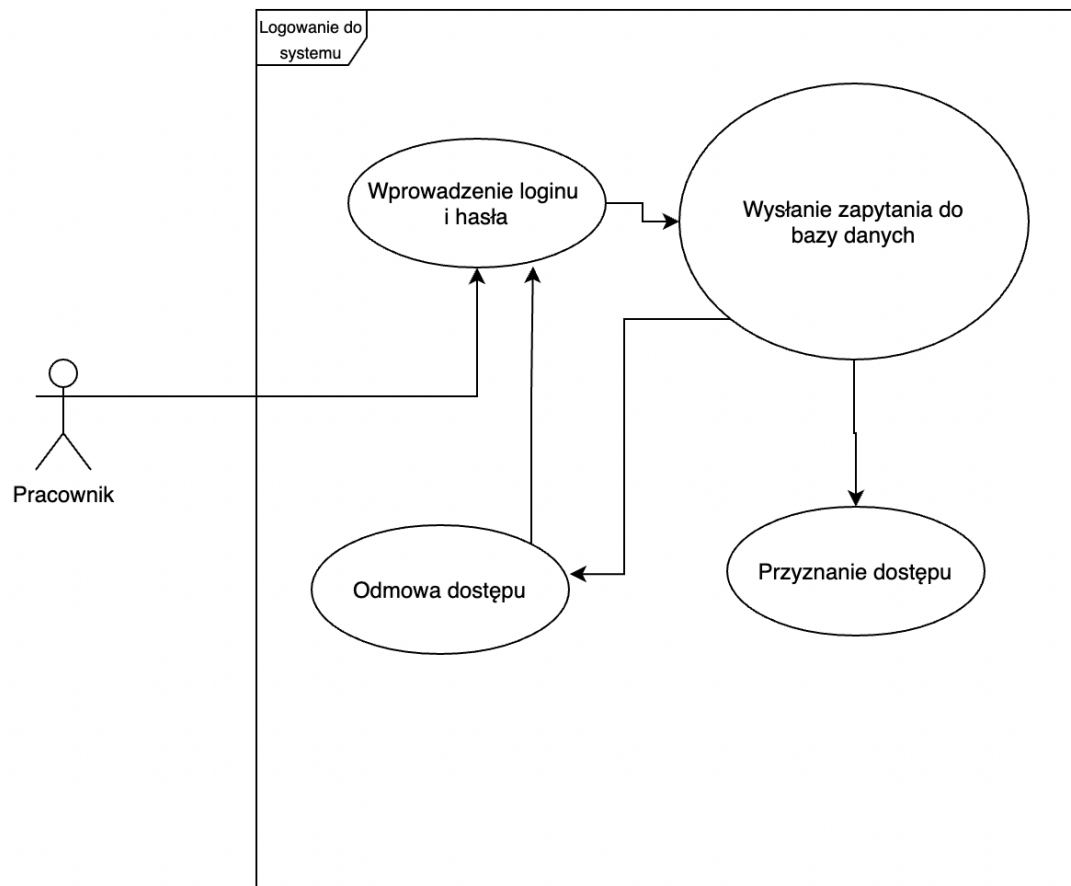 Logowanie do
systemu
Wprowadzenie loginu
i hasła
Wysłanie zapytania do
bazy danych
Pracownik
Odmowa dostępu
Przyznanie dostępu